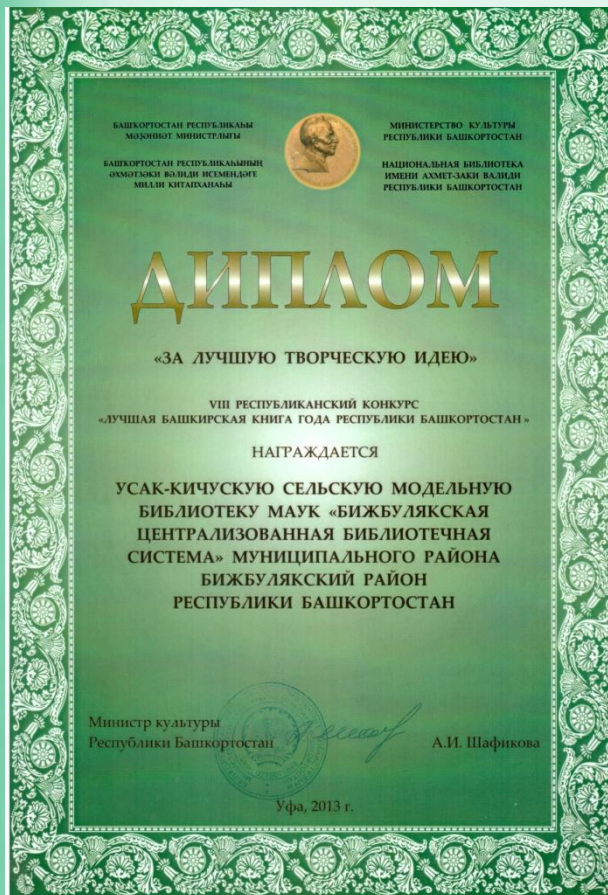 БАШҠОРТОСТАН РЕСПУБЛИКАҺЫ
МӘҘӘНИӘТ МИНИСТРЛЫҒЫ
БАШҠОРТОСТАН РЕСПУБЛИКАҺЫНЫҢ
ӘХМӘТЗӘКИ ВӘЛИДИ ИСЕМЕНДӘГЕ
МИЛЛИ КИТАПХАНАҺЫ
МИНИСТЕРСТВО КУЛЬТУРЫ
РЕСПУБЛИКИ БАШКОРТОСТАН
НАЦИОНАЛЬНАЯ БИБЛИОТЕКА
ИМЕНИ АХМЕТ-ЗАКИ ВАЛИДИ
РЕСПУБЛИКИ БАШКОРТОСТАН
ДИПЛОМ
«ЗА ЛУЧШУЮ ТВОРЧЕСКУЮ ИДЕЮ»
VIII РЕСПУБЛИКАНСКИЙ КОНКУРС
«ЛУЧШАЯ БАШКИРСКАЯ КНИГА ГОДА РЕСПУБЛИКИ БАШКОРТОСТАН »
НАГРАЖДАЕТСЯ
УСАК-КИЧУСКУЮ СЕЛЬСКУЮ МОДЕЛЬНУЮ
БИБЛИОТЕКУ МАУК «БИЖБУЛЯКСКАЯ
ЦЕНТРАЛИЗОВАННАЯ БИБЛИОТЕЧНАЯ
СИСТЕМА» МУНИЦИПАЛЬНОГО РАЙОНА
БИЖБУЛЯКСКИЙ РАЙОН
РЕСПУБЛИКИ БАШКОРТОСТАН
Министр культуры
Республики Башкортостан
А.И. Шафикова
Уфа, 2013 г.